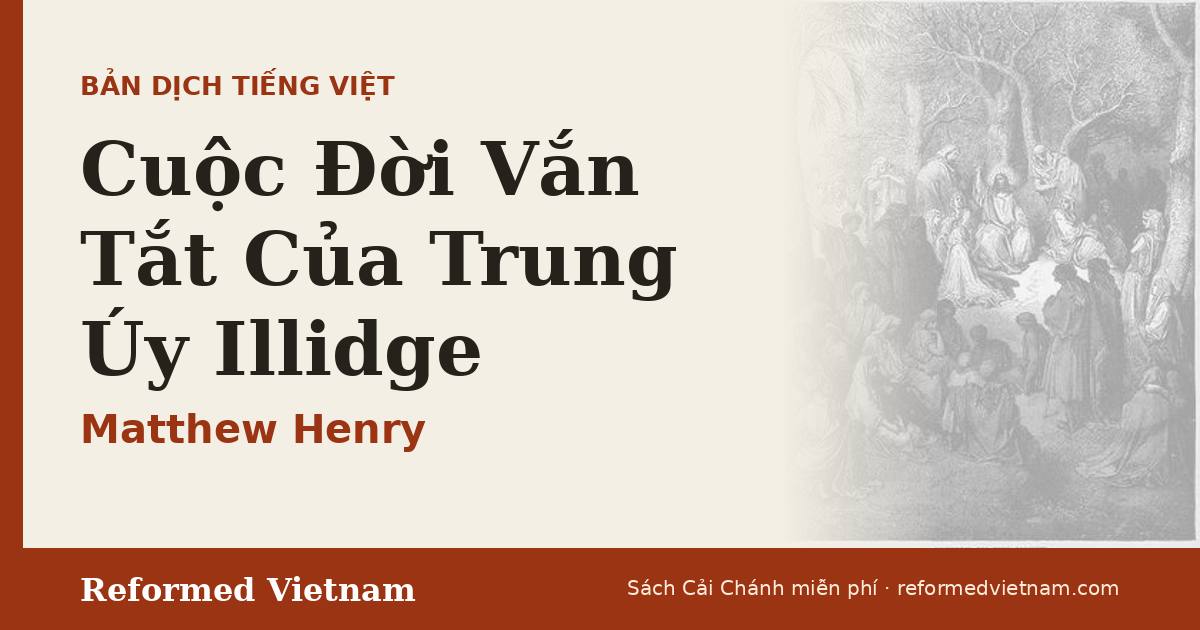 BẢN DỊCH TIẾNG VIỆT
Cuộc Đời Vắn
Tắt Của Trung
Úy Illidge
Matthew Henry
Reformed Vietnam
Sách Cải Chánh miễn phí · reformedvietnam.com